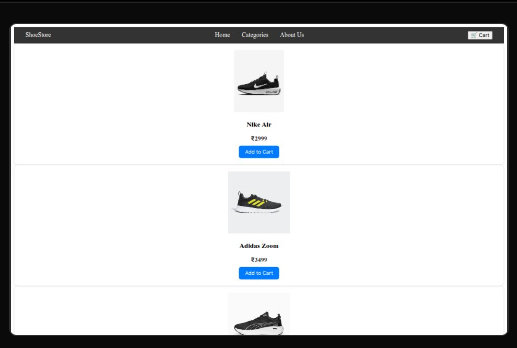 ShoeStore
Home Categories About Us
🛒 Cart
Nike Air
₹2999
Add to Cart
Adidas Zoom
₹3499
Add to Cart